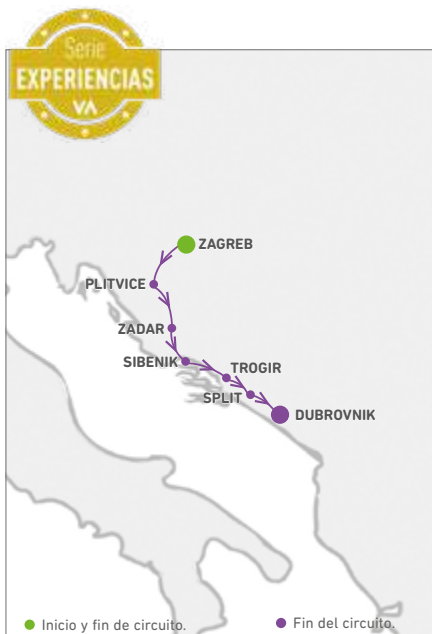 Serie
EXPERIENCIAS
VA
ZAGREB
PLITVICE
ZADAR
SIBENIK
TROGIR
SPLIT
DUBROVNIK
Inicio y fin de circuito.
Fin del circuito.